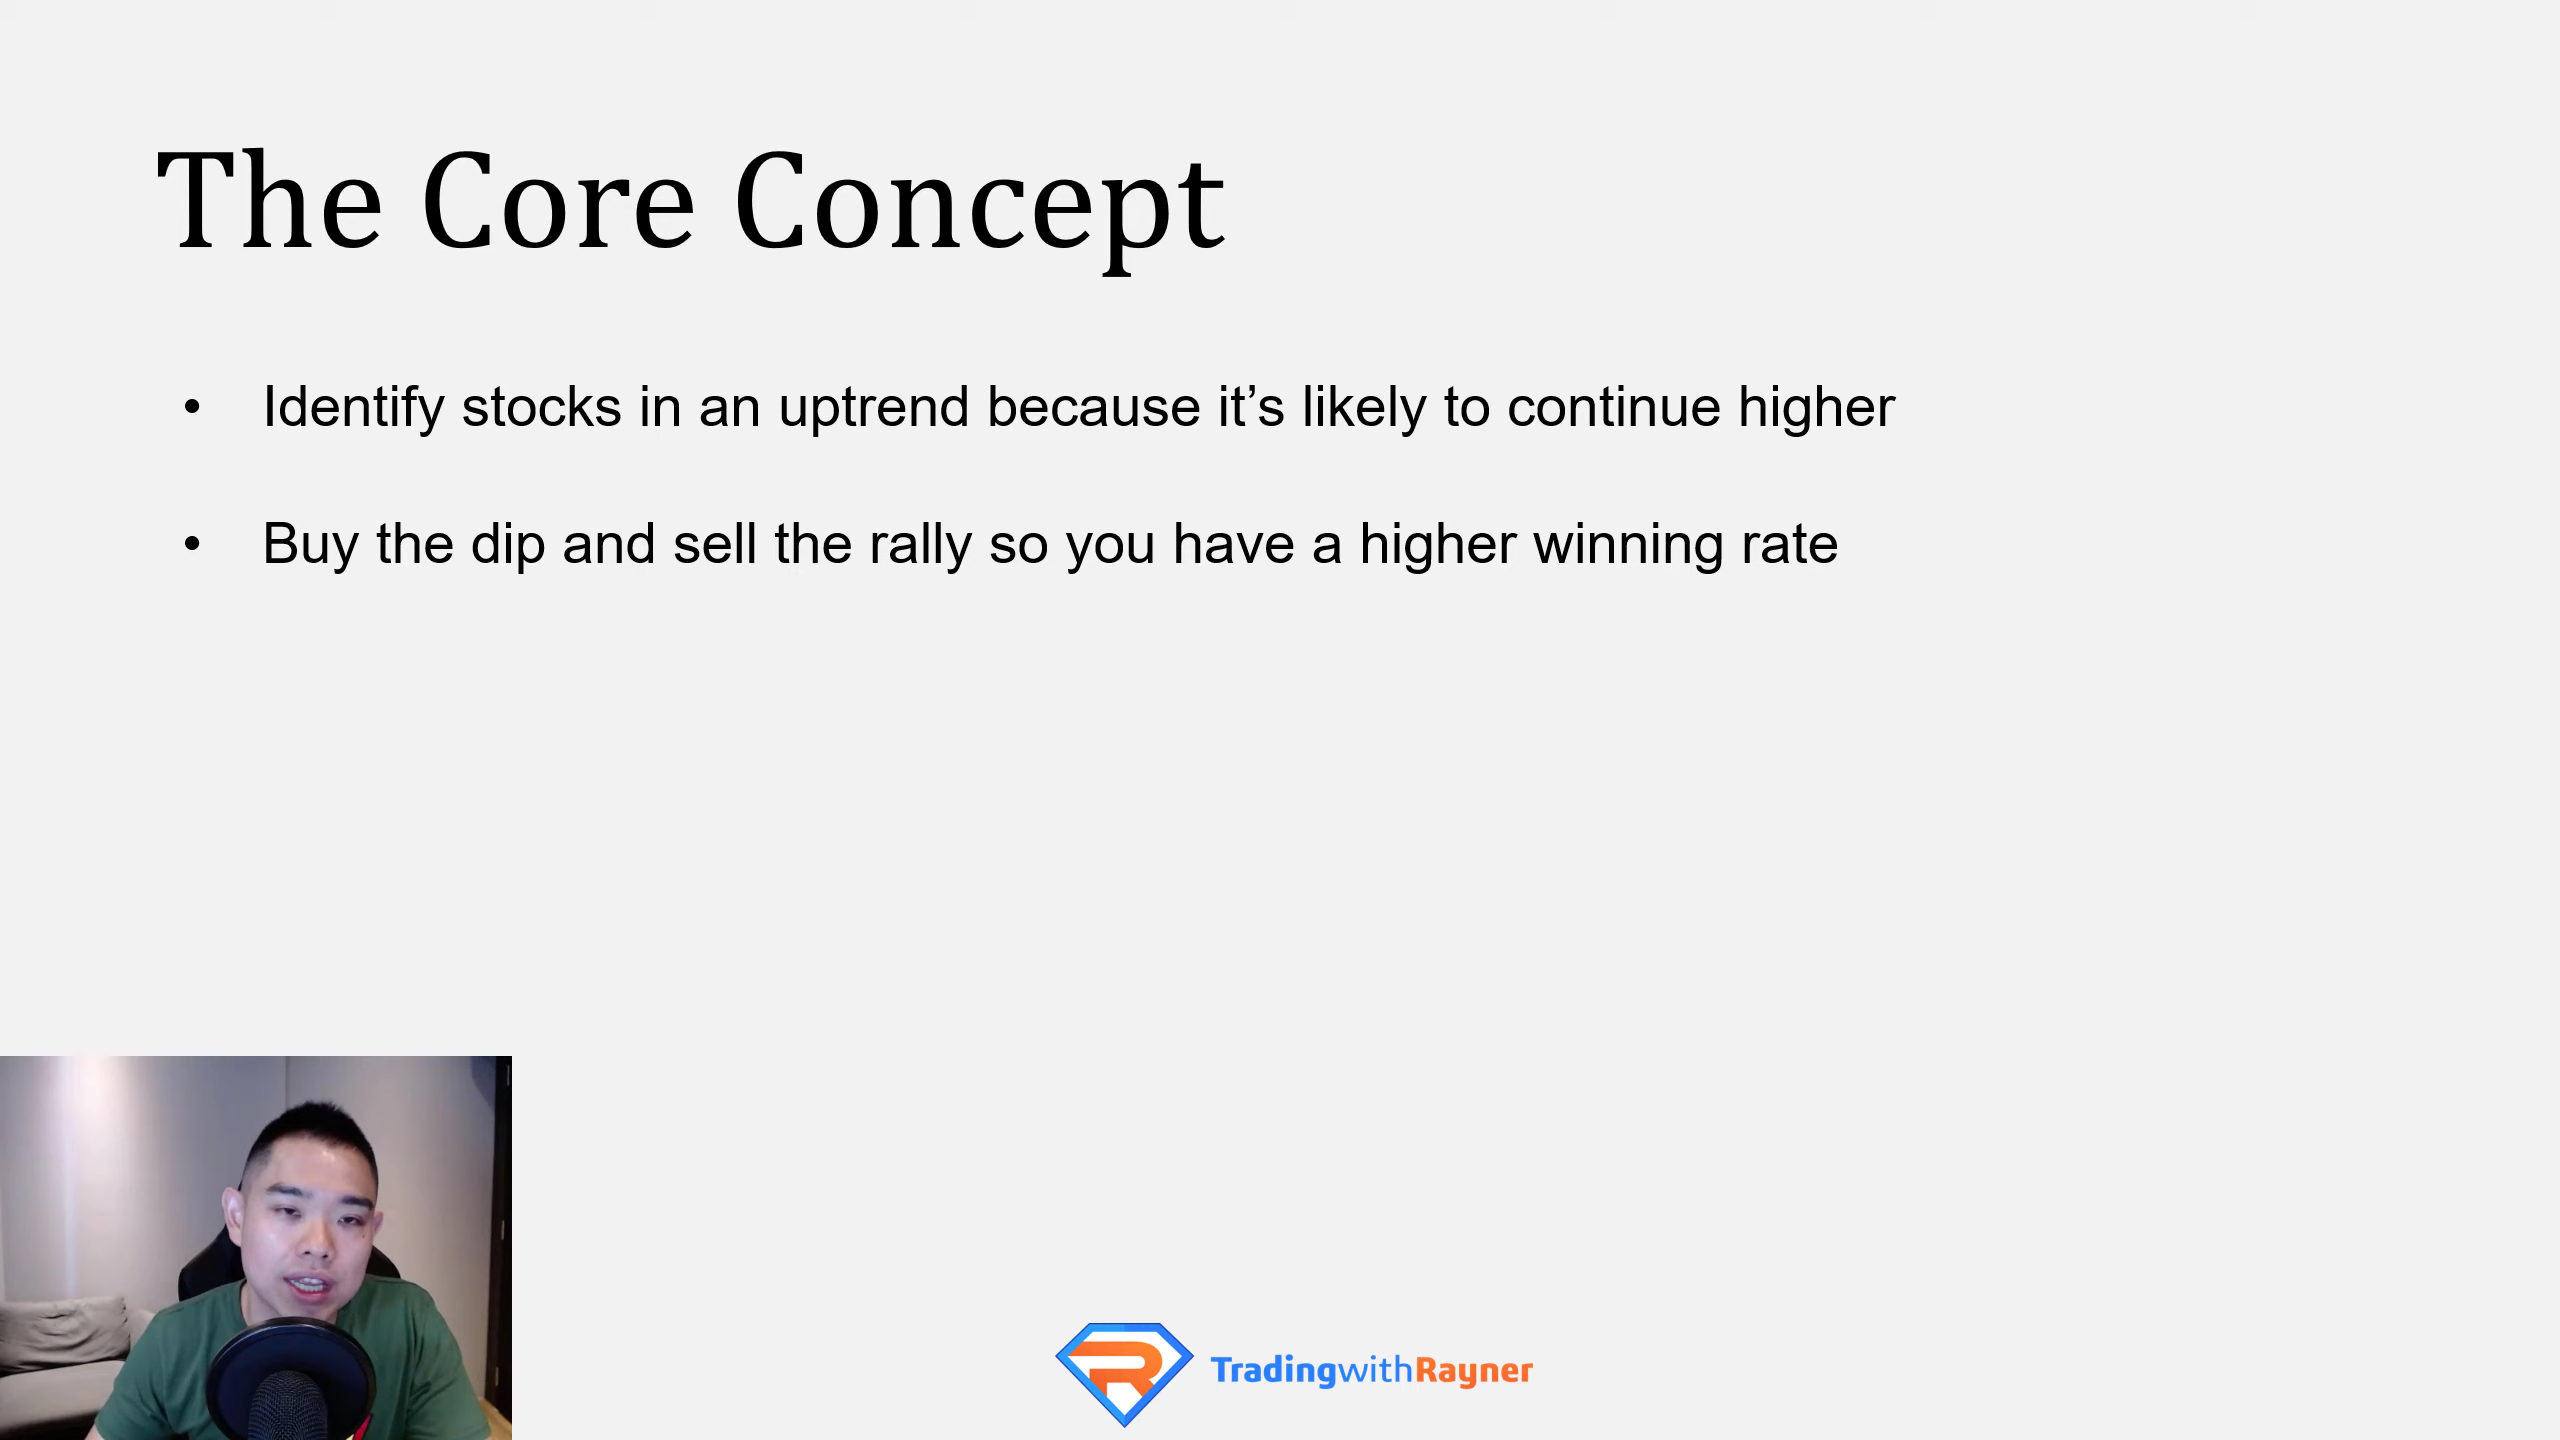 The Core Concept
• Identify stocks in an uptrend because it’s likely to continue higher
• Buy the dip and sell the rally so you have a higher winning rate
R TradingwithRayner